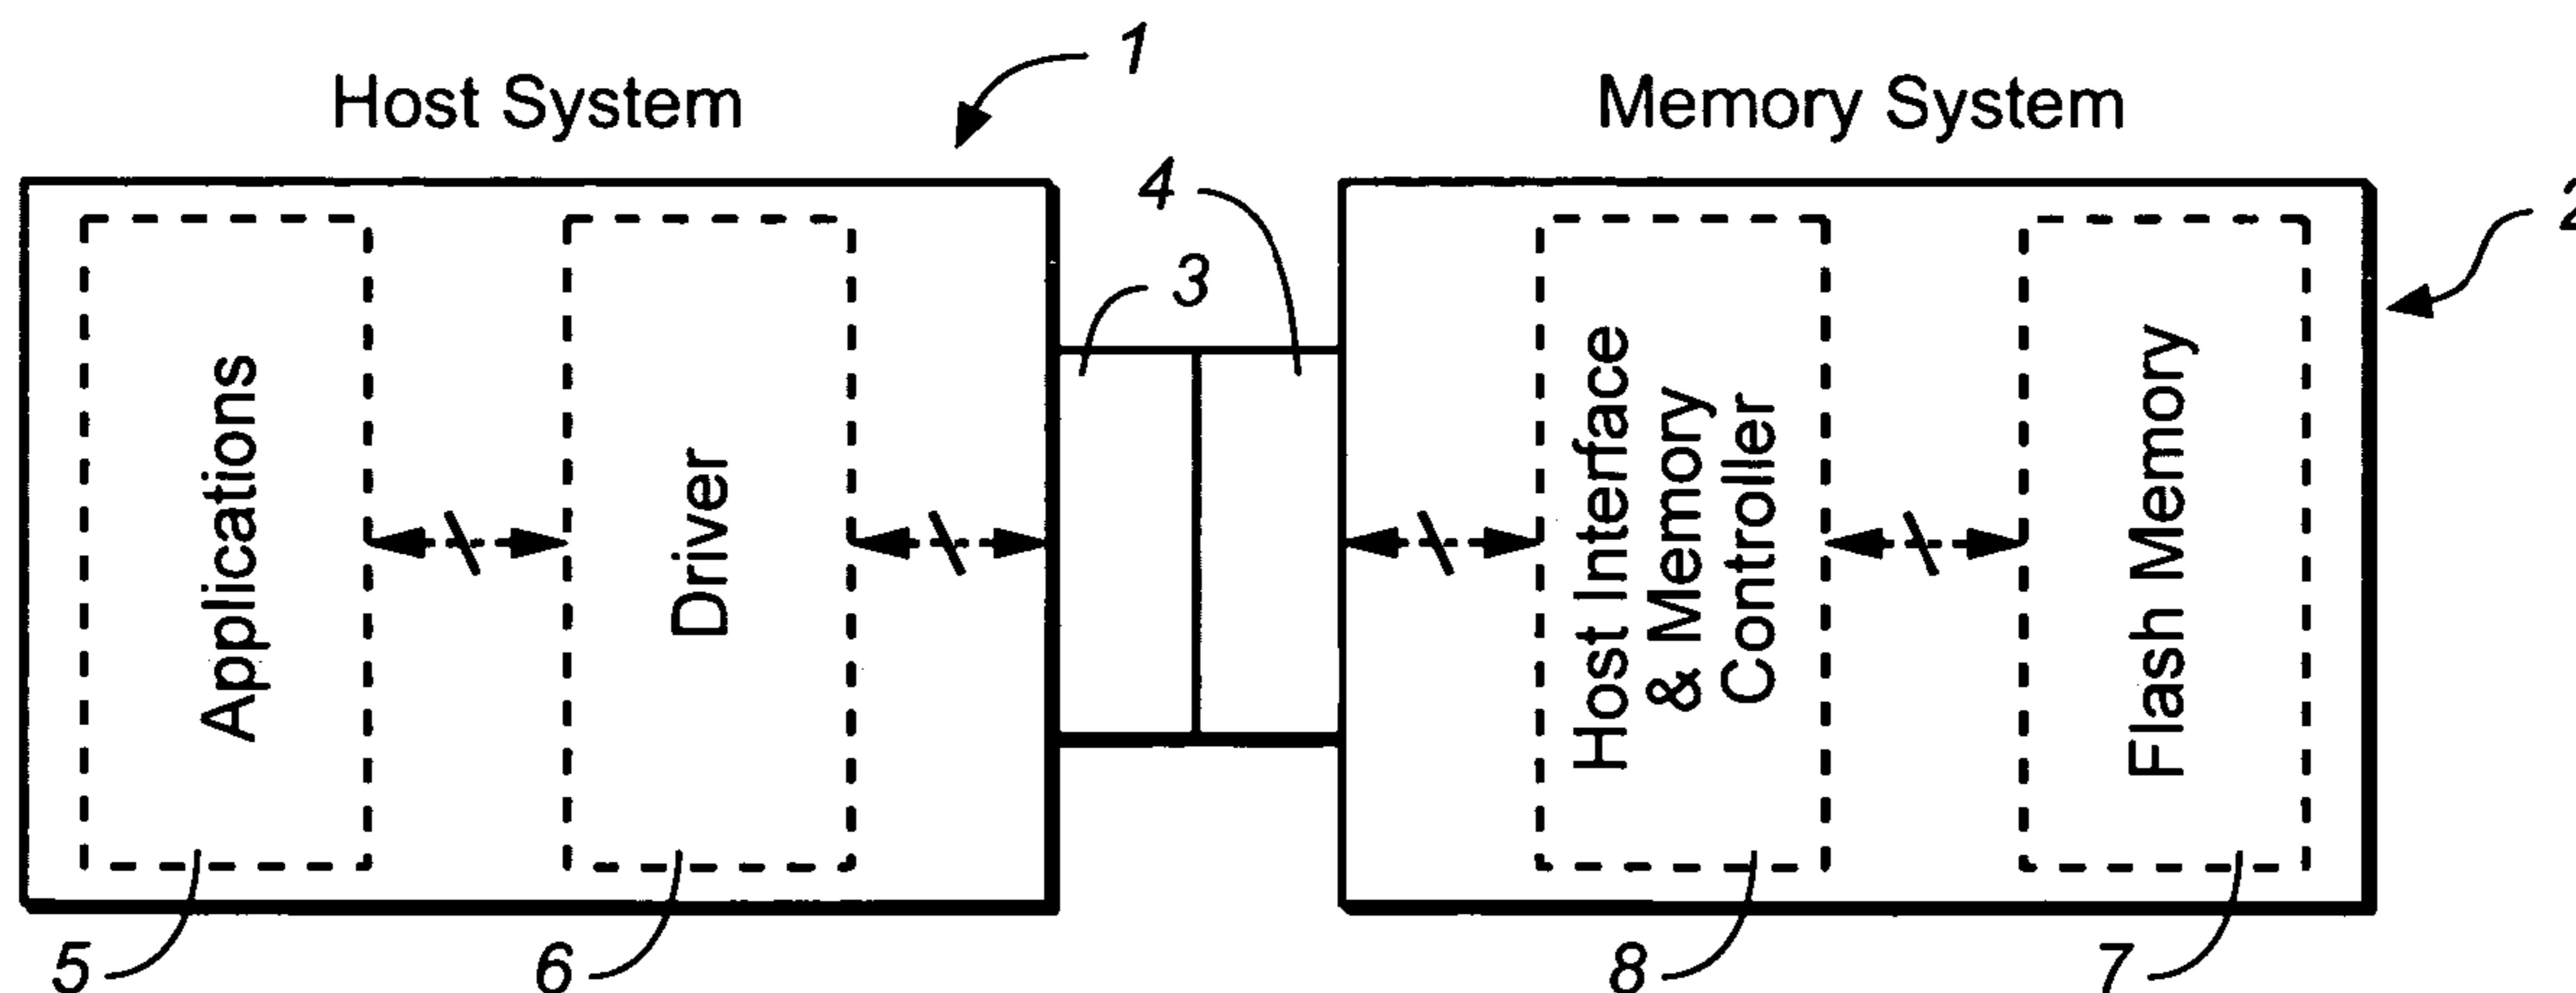 1
Host System
Memory System
4
2
3
Applications
Driver
Host Interface
& Memory
Controller
Flash Memory
5
6
8
7